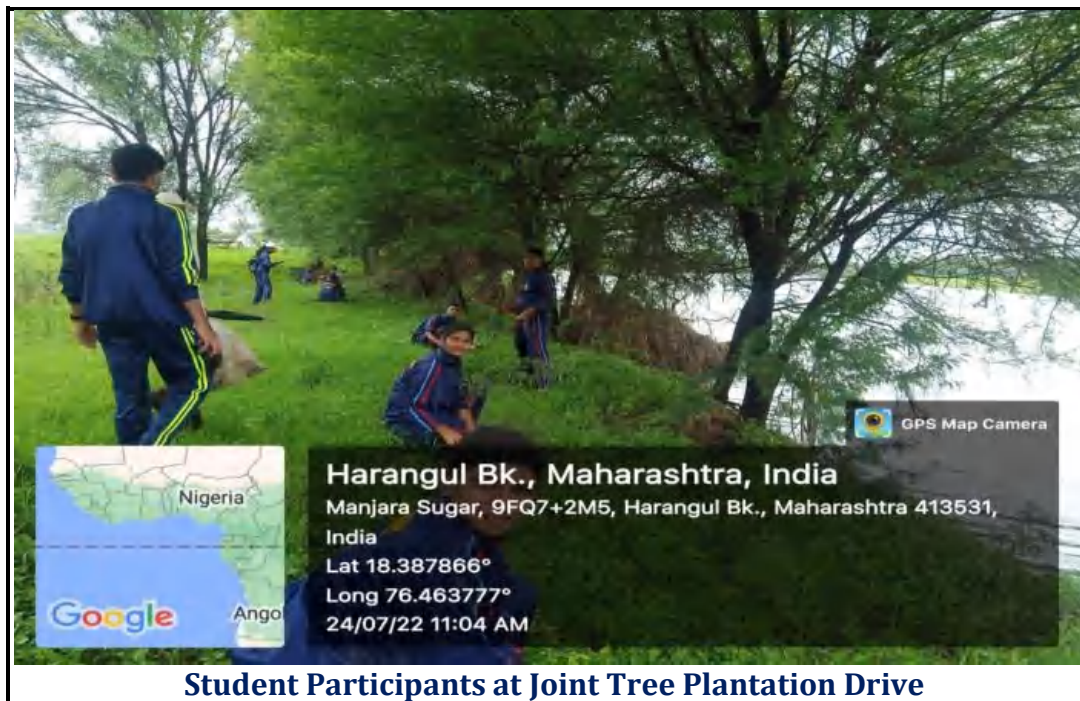 GPS Map Camera
Nigeria
Ango
Google
Harangul Bk., Maharashtra, India
Manjara Sugar, 9FQ7+2M5, Harangul Bk., Maharashtra 413531,
India
Lat 18.387866°
Long 76.463777°
24/07/22 11:04 AM
Student Participants at Joint Tree Plantation Drive